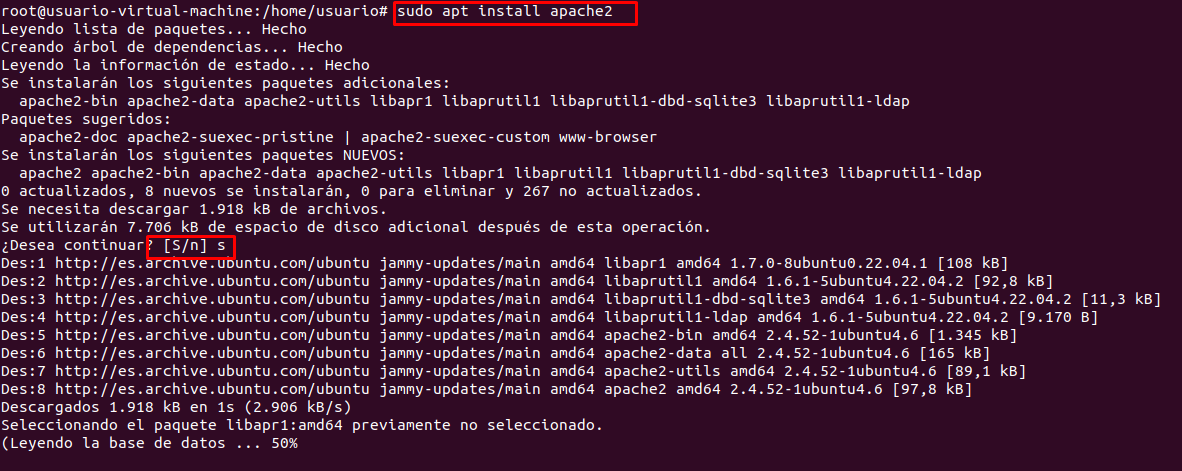 root@usuario-virtual-machine:/home/usuario# sudo apt install apache2
Leyendo lista de paquetes... Hecho
Creando árbol de dependencias... Hecho
Leyendo la información de estado... Hecho
Se instalarán los siguientes paquetes adicionales:
  apache2-bin apache2-data apache2-utils libapr1 libaprutil1 libaprutil1-dbd-sqlite3 libaprutil1-ldap
Paquetes sugeridos:
  apache2-doc apache2-suexec-pristine | apache2-suexec-custom www-browser
Se instalarán los siguientes paquetes NUEVOS:
  apache2 apache2-bin apache2-data apache2-utils libapr1 libaprutil1 libaprutil1-dbd-sqlite3 libaprutil1-ldap
0 actualizados, 8 nuevos se instalarán, 0 para eliminar y 267 no actualizados.
Se necesita descargar 1.918 kB de archivos.
Se utilizarán 7.706 kB de espacio de disco adicional después de esta operación.
¿Desea continuar? [S/n] s
Des:1 http://es.archive.ubuntu.com/ubuntu jammy-updates/main amd64 libapr1 amd64 1.7.0-8ubuntu0.22.04.1 [108 kB]
Des:2 http://es.archive.ubuntu.com/ubuntu jammy-updates/main amd64 libaprutil1 amd64 1.6.1-5ubuntu4.22.04.2 [92,8 kB]
Des:3 http://es.archive.ubuntu.com/ubuntu jammy-updates/main amd64 libaprutil1-dbd-sqlite3 amd64 1.6.1-5ubuntu4.22.04.2 [11,3 kB]
Des:4 http://es.archive.ubuntu.com/ubuntu jammy-updates/main amd64 libaprutil1-ldap amd64 1.6.1-5ubuntu4.22.04.2 [9.170 B]
Des:5 http://es.archive.ubuntu.com/ubuntu jammy-updates/main amd64 apache2-bin amd64 2.4.52-1ubuntu4.6 [1.345 kB]
Des:6 http://es.archive.ubuntu.com/ubuntu jammy-updates/main amd64 apache2-data all 2.4.52-1ubuntu4.6 [165 kB]
Des:7 http://es.archive.ubuntu.com/ubuntu jammy-updates/main amd64 apache2-utils amd64 2.4.52-1ubuntu4.6 [89,1 kB]
Des:8 http://es.archive.ubuntu.com/ubuntu jammy-updates/main amd64 apache2 amd64 2.4.52-1ubuntu4.6 [97,8 kB]
Descargados 1.918 kB en 1s (2.906 kB/s)
Seleccionando el paquete libapr1:amd64 previamente no seleccionado.
(Leyendo la base de datos ... 50%